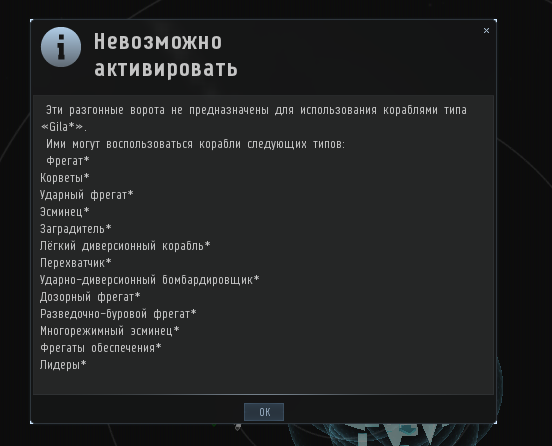 Невозможно
активировать
Эти разгонные ворота не предназначены для использования кораблями типа
«Gila*».
Ими могут воспользоваться корабли следующих типов:
Фрегат*
Корветы*
Ударный фрегат*
Эсминец*
Заградитель*
Лёгкий диверсионный корабль*
Перехватчик*
Ударно-диверсионный бомбардировщик*
Дозорный фрегат*
Разведочно-буровой фрегат*
Многорежимный эсминец*
Фрегаты обеспечения*
Лидеры*
OK